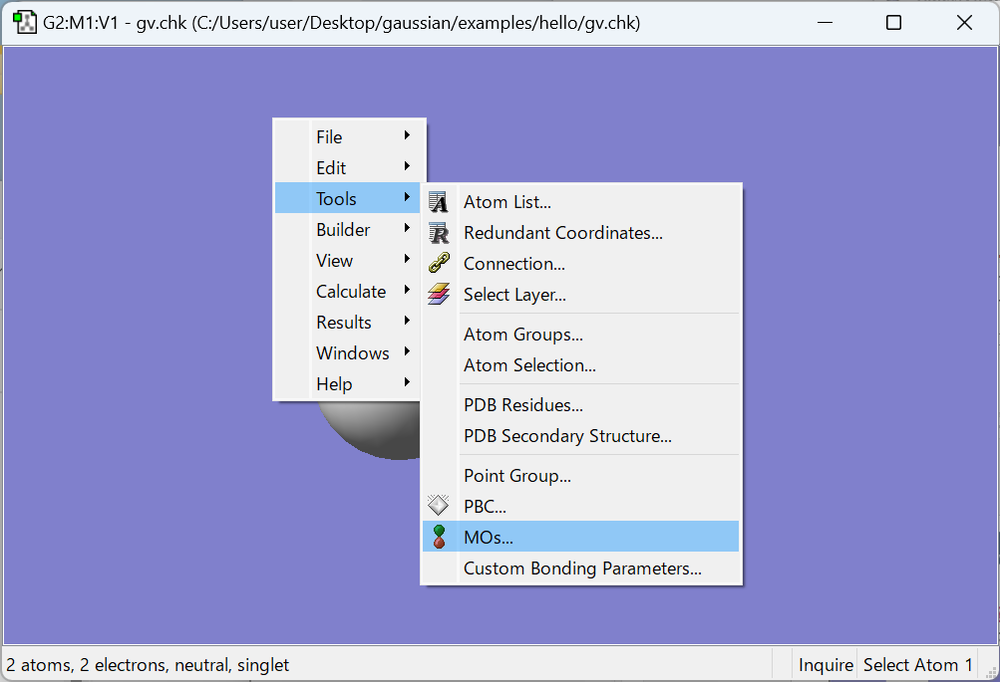 G2:M1:V1 - gv.chk (C:/Users/user/Desktop/gaussian/examples/hello/gv.chk)
File
Edit
Tools
Builder
View
Calculate
Results
Windows
Help
Atom List...
Redundant Coordinates...
Connection...
Select Layer...
Atom Groups...
Atom Selection...
PDB Residues...
PDB Secondary Structure...
Point Group...
PBC...
MOs...
Custom Bonding Parameters...
2 atoms, 2 electrons, neutral, singlet
Inquire
Select Atom 1